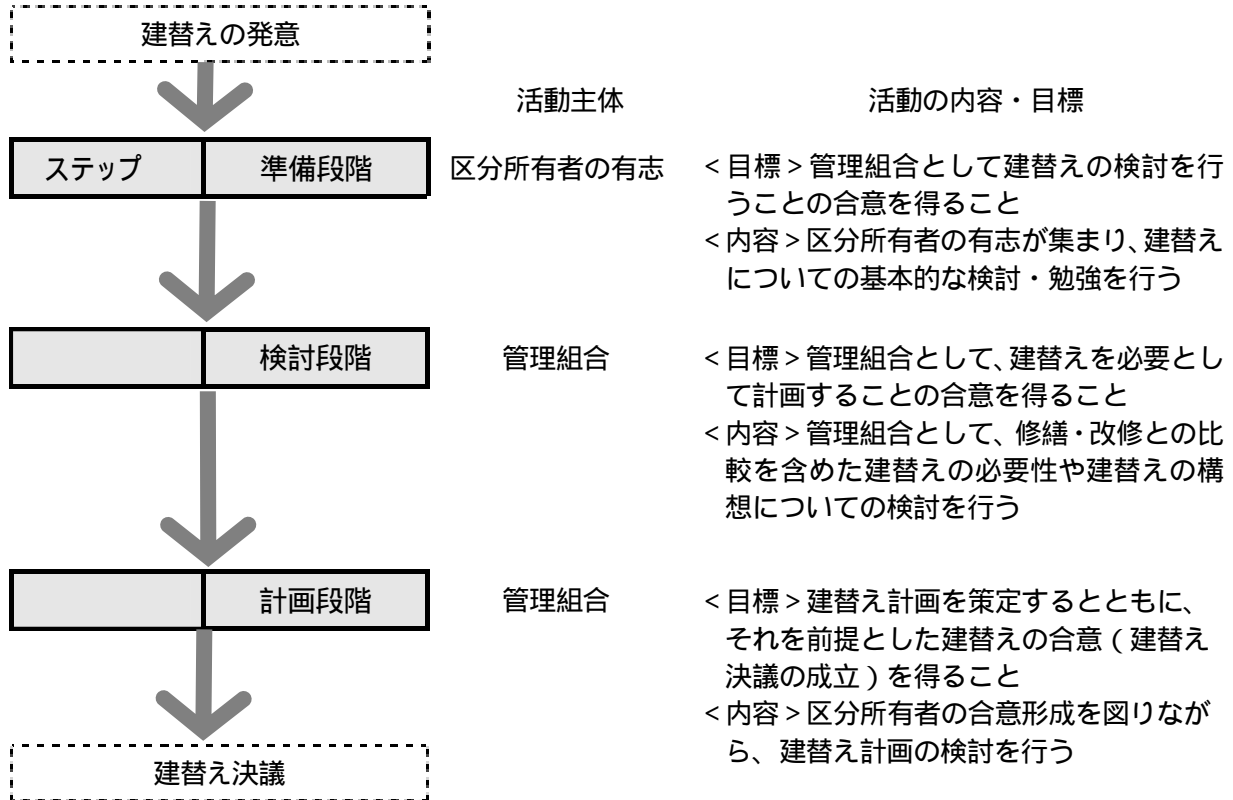 建替えの発意
活動主体
活動の内容・目標
ステップ 準備段階
区分所有者の有志
<目標>管理組合として建替えの検討を行
うことの合意を得ること
<内容>区分所有者の有志が集まり、建替え
についての基本的な検討・勉強を行う
検討段階
管理組合
<目標>管理組合として、建替えを必要とし
て計画することの合意を得ること
<内容>管理組合として、修繕・改修との比
較を含めた建替えの必要性や建替えの構
想についての検討を行う
計画段階
管理組合
<目標>建替え計画を策定するとともに、
それを前提とした建替えの合意(建替え
決議の成立)を得ること
<内容>区分所有者の合意形成を図りなが
ら、建替え計画の検討を行う
建替え決議